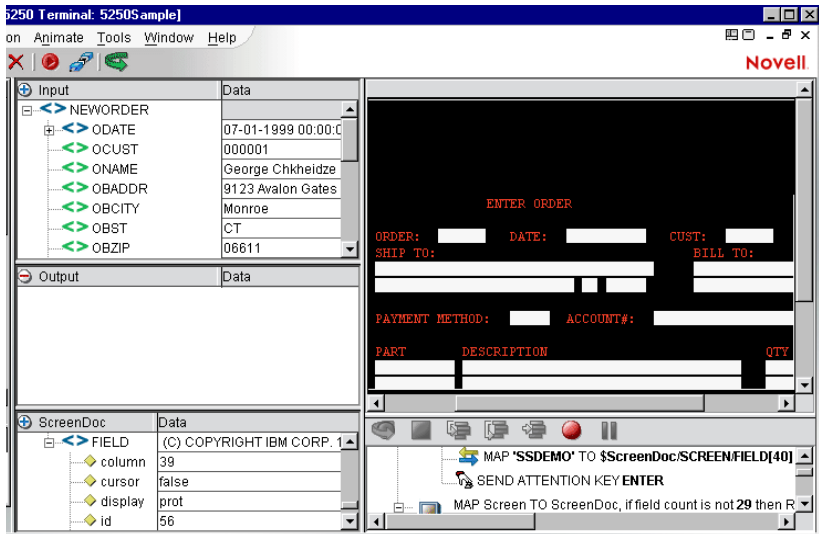 5250 Terminal: 5250Sample]
on Animate Tools Window Help
Novell.
Input Data
NEWORDER
ODATE 07-01-1999 00:00:0
OCUST 000001
ONAME George Chkheidze
OBADDR 9123 Avalon Gates
OBCITY Monroe
OBST CT
OBZIP 06611
Output Data
ScreenDoc Data
FIELD (C) COPYRIGHT IBM CORP. 1
column 39
cursor false
display prot
id 56
ENTER ORDER
ORDER: DATE: CUST:
SHIP TO: BILL TO:
PAYMENT METHOD: ACCOUNT#:
PART DESCRIPTION QTY
MAP 'SSDEMO' TO $ScreenDoc/SCREEN/FIELD[40]
SEND ATTENTION KEY ENTER
MAP Screen TO ScreenDoc, if field count is not 29 then R